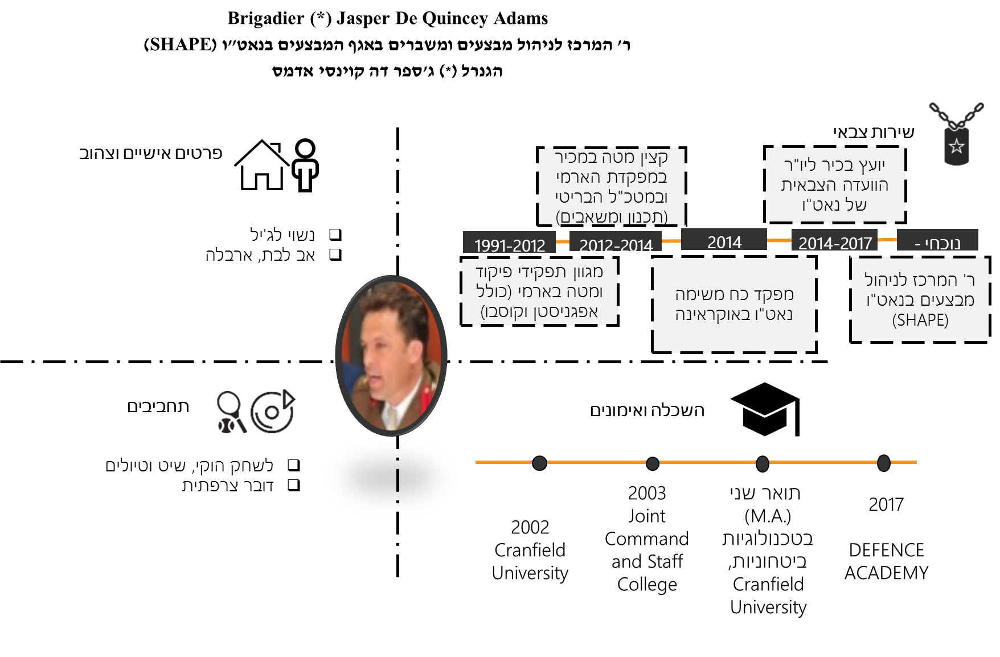 Brigadier (*) Jasper De Quincey Adams
ר' המרכז לניהול מבצעים ומשברים באגף המבצעים בנאט"ו (SHAPE)
הגנרל (*) ג'ספר דה קוינסי אדמס
שירות צבאי
קצין מטה במכיר
במפקדת הארמי
ובמטכ"ל הבריטי
(תכנון ומשאבים)
יועץ בכיר ליו"ר
הוועדה הצבאית
של נאט"ו
1991-2012
2012-2014
2014
2014-2017
נוכחי -
מגוון תפקידי פיקוד
ומטה בארמי (כולל
אפגניסטן וקוסבו)
מפקד כח משימה
נאט"ו באוקראינה
ר' המרכז לניהול
מבצעים בנאט"ו
(SHAPE)
פרטים אישיים וצהוב
נשוי לג'יל
אב לבת, ארבלה
השכלה ואימונים
2002
Cranfield
University
2003
Joint
Command
and Staff
College
תואר שני
(M.A.)
בטכנולוגיות
ביטחוניות,
Cranfield
University
2017
DEFENCE
ACADEMY
תחביבים
לשחק הוקי, שיט וטיולים
דובר צרפתית